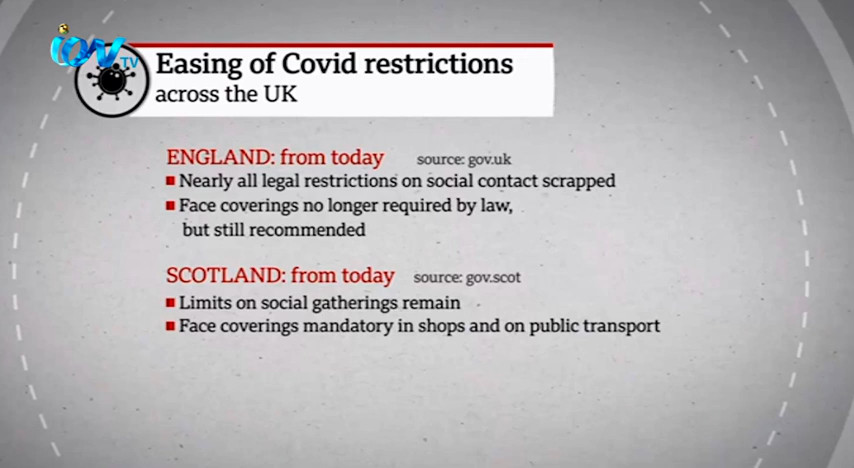 iON TV
Easing of Covid restrictions
across the UK
ENGLAND: from today source: gov.uk
Nearly all legal restrictions on social contact scrapped
Face coverings no longer required by law,
but still recommended
SCOTLAND: from today source: gov.scot
Limits on social gatherings remain
Face coverings mandatory in shops and on public transport